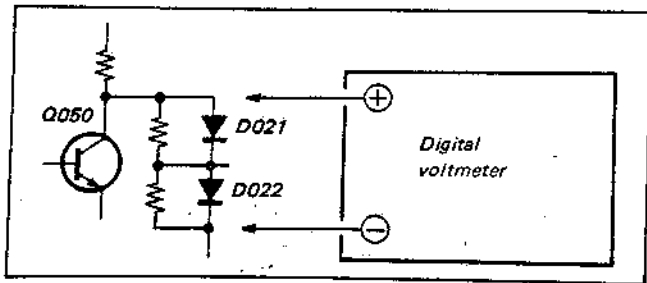 Q050
D021
D022
+
Digital
voltmeter
−